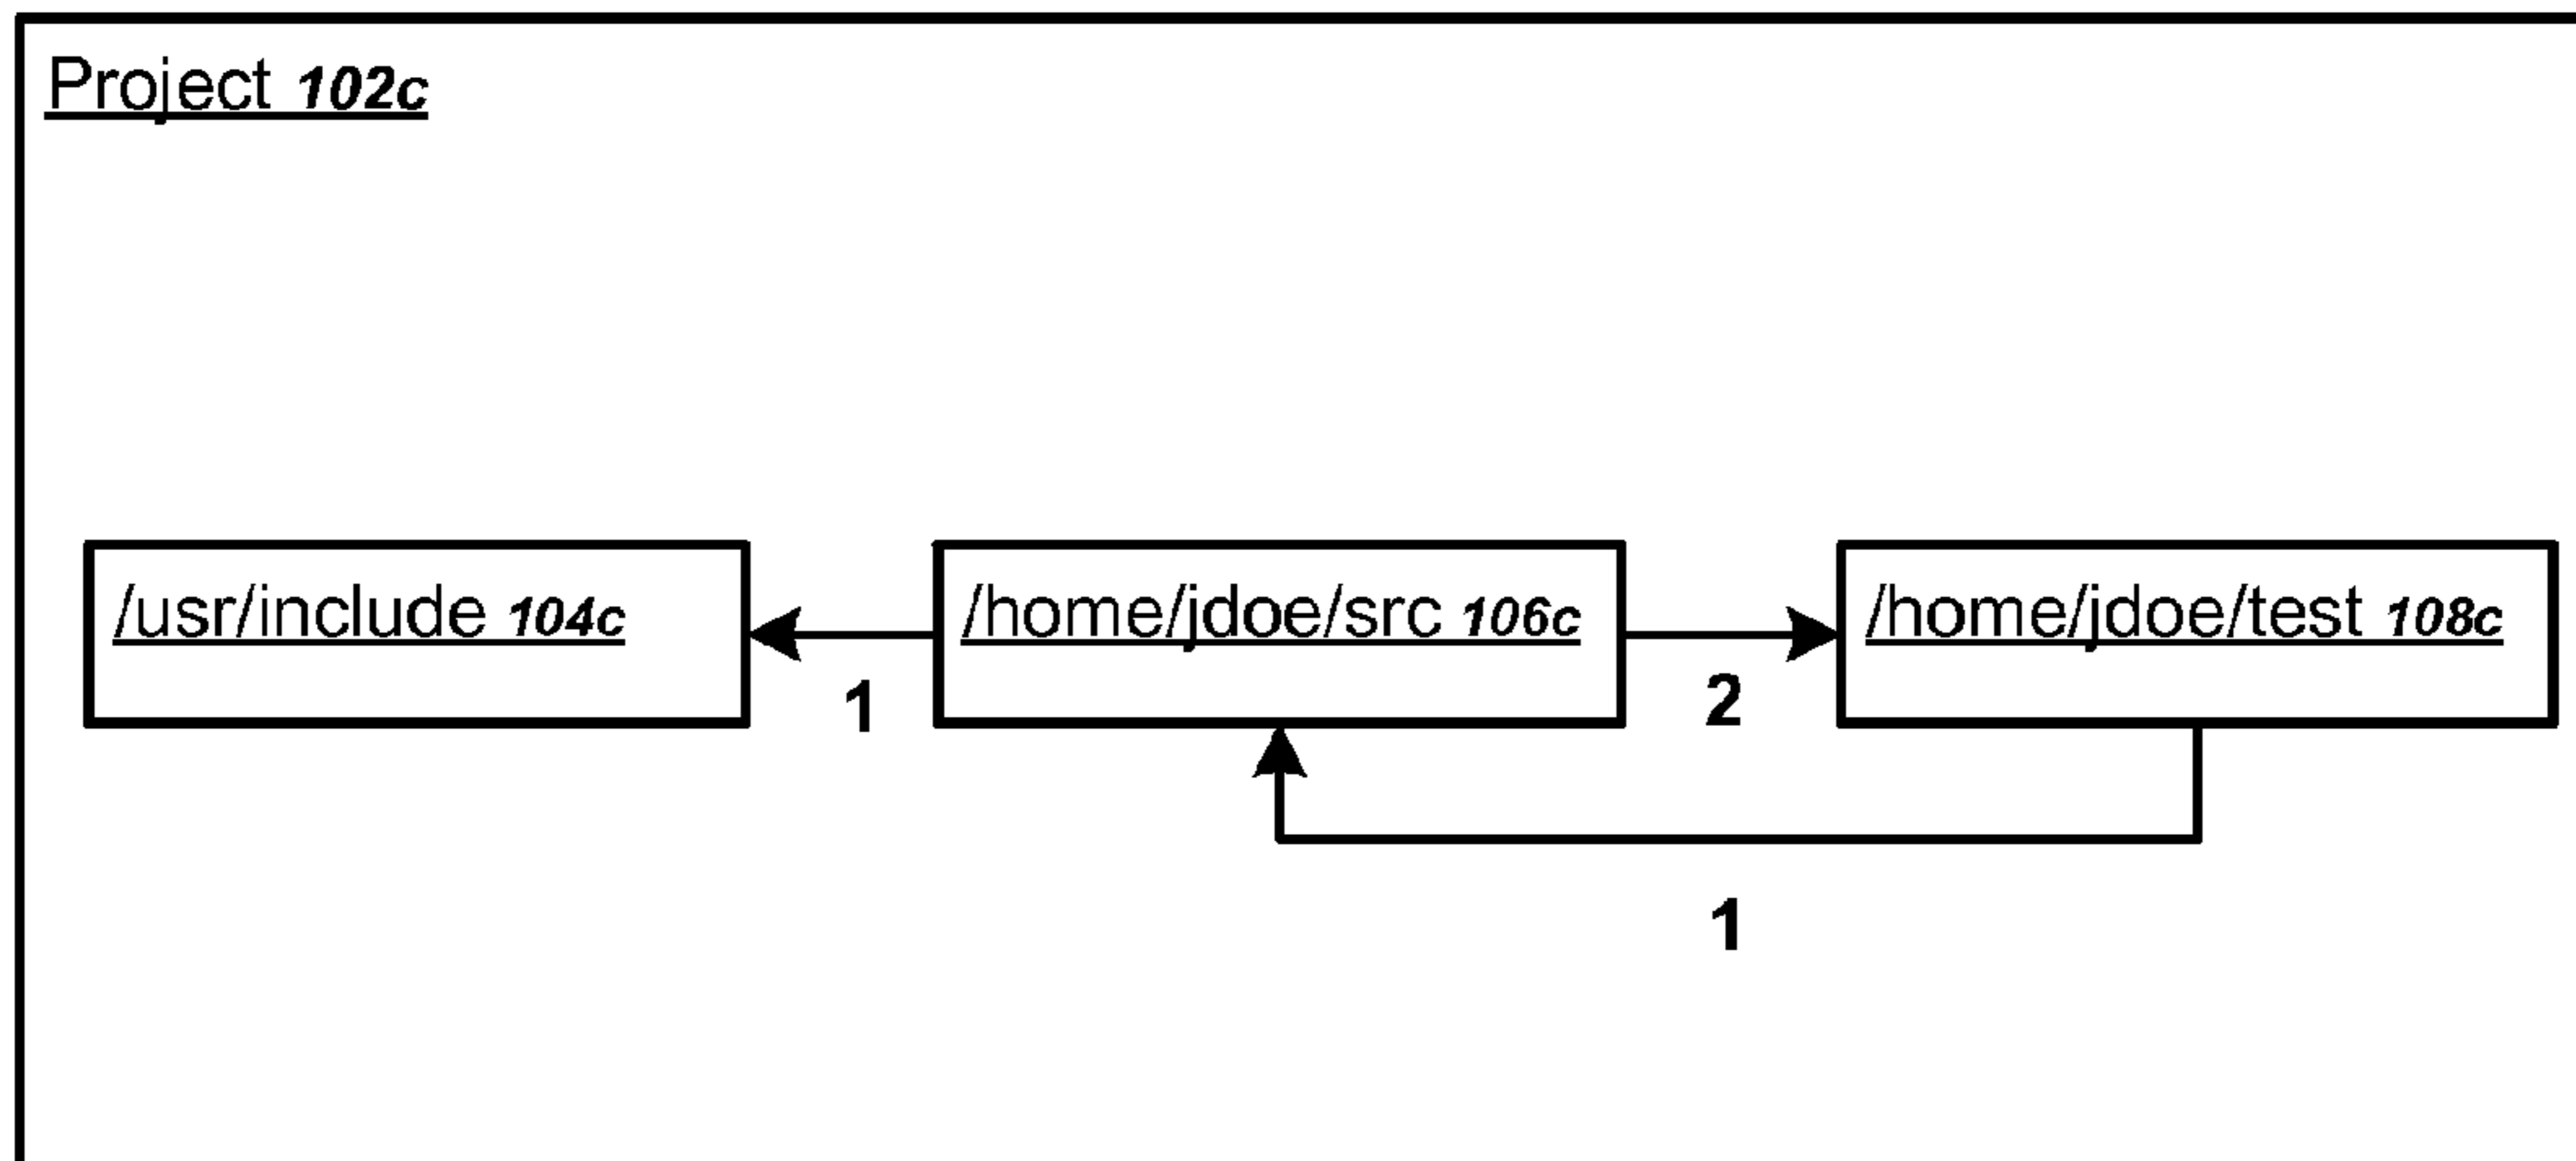 Project 102c
/usr/include 104c
/home/jdoe/src 106c
/home/jdoe/test 108c
1
2
1